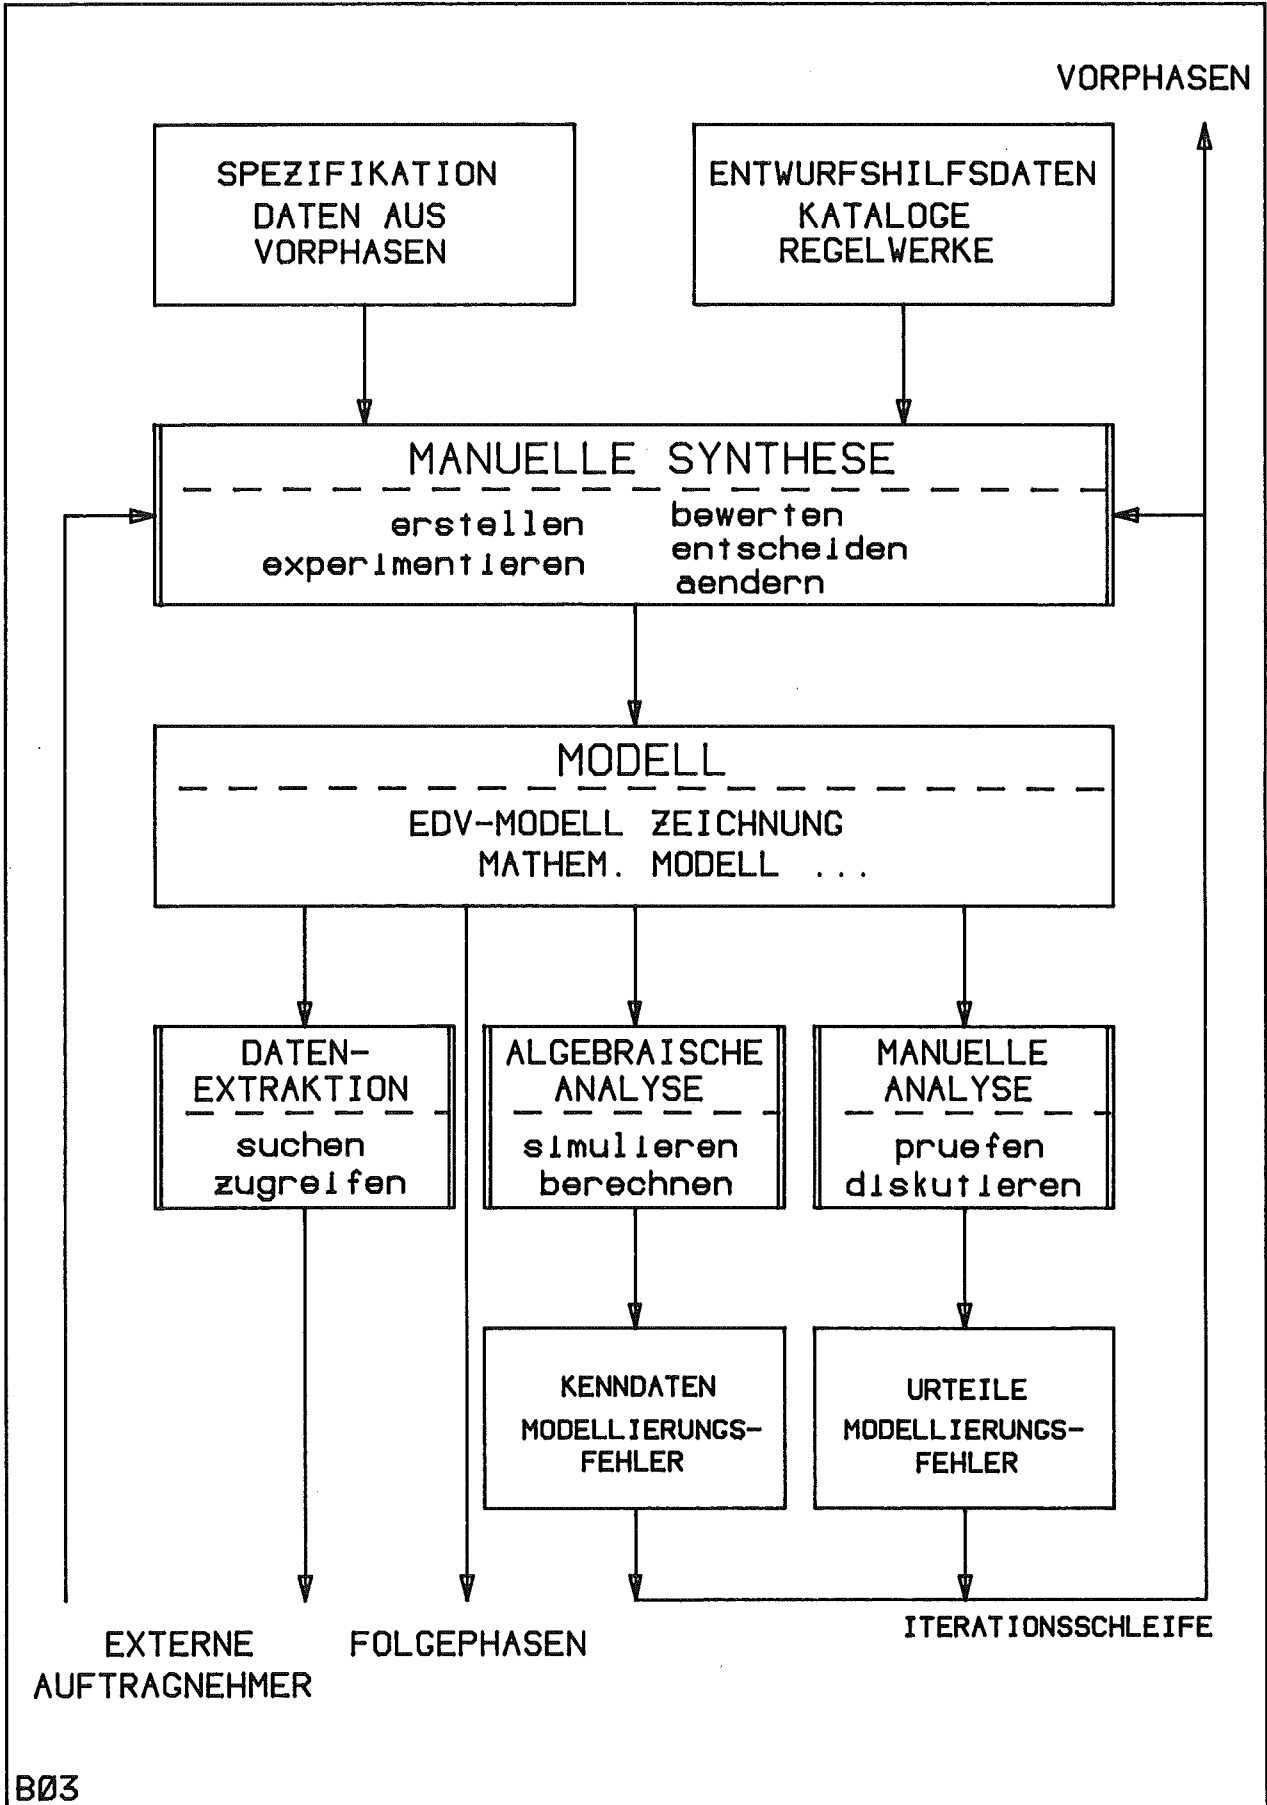 VORPHASEN
SPEZIFIKATION
DATEN AUS
VORPHASEN
ENTWURFSHILFSDATEN
KATALOGE
REGELWERKE
MANUELLE SYNTHESE
erstellen
experimentieren
bewerten
entscheiden
aendern
MODELL
EDV-MODELL ZEICHNUNG
MATHEM. MODELL ...
DATEN-
EXTRAKTION
suchen
zugreifen
ALGEBRAISCHE
ANALYSE
simulieren
berechnen
MANUELLE
ANALYSE
pruefen
diskutieren
KENNDATEN
MODELLIERUNGS-
FEHLER
URTEILE
MODELLIERUNGS-
FEHLER
EXTERNE
AUFTRAGNEHMER
FOLGEPHASEN
ITERATIONSSCHLEIFE
BØ3